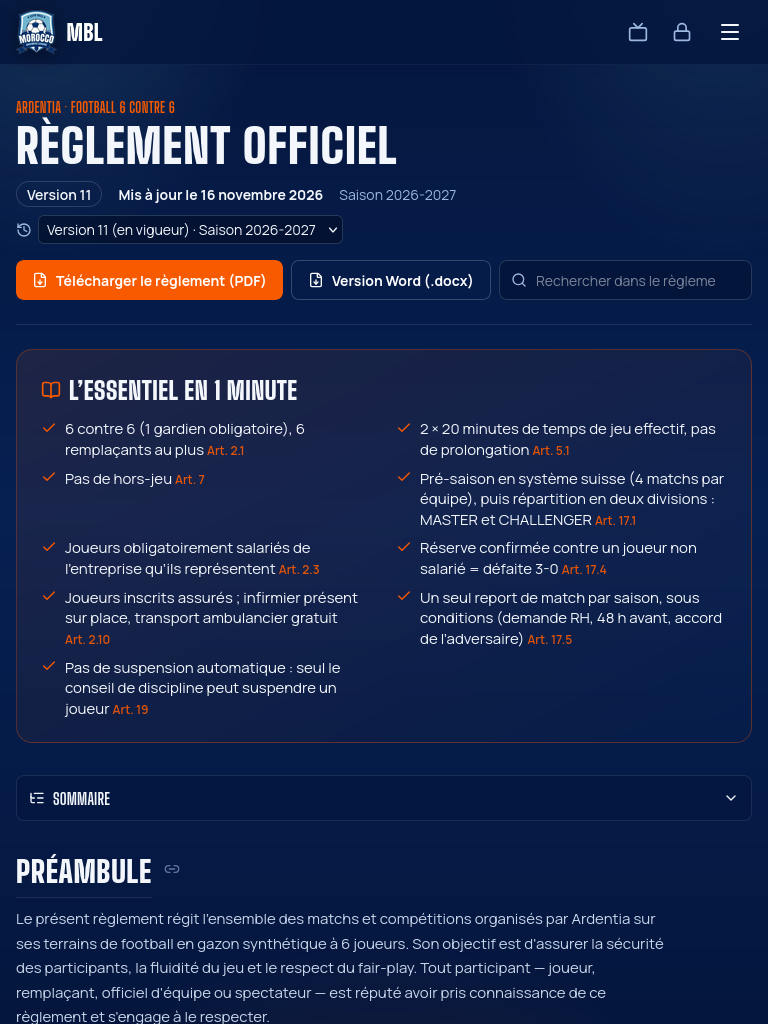 MOROCCO
MBL
ARDENTIA · FOOTBALL 6 CONTRE 6
RÈGLEMENT OFFICIEL
Version 11 Mis à jour le 16 novembre 2026 Saison 2026-2027
Version 11 (en vigueur) · Saison 2026-2027
Télécharger le règlement (PDF) Version Word (.docx) Rechercher dans le règleme
L'ESSENTIEL EN 1 MINUTE
6 contre 6 (1 gardien obligatoire), 6
remplaçants au plus Art. 2.1
2 × 20 minutes de temps de jeu effectif, pas
de prolongation Art. 5.1
Pas de hors-jeu Art. 7
Pré-saison en système suisse (4 matchs par
équipe), puis répartition en deux divisions :
MASTER et CHALLENGER Art. 17.1
Joueurs obligatoirement salariés de
l'entreprise qu'ils représentent Art. 2.3
Réserve confirmée contre un joueur non
salarié = défaite 3-0 Art. 17.4
Joueurs inscrits assurés ; infirmier présent
sur place, transport ambulancier gratuit
Art. 2.10
Un seul report de match par saison, sous
conditions (demande RH, 48 h avant, accord
de l'adversaire) Art. 17.5
Pas de suspension automatique : seul le
conseil de discipline peut suspendre un
joueur Art. 19
SOMMAIRE
PRÉAMBULE
Le présent règlement régit l'ensemble des matchs et compétitions organisés par Ardentia sur
ses terrains de football en gazon synthétique à 6 joueurs. Son objectif est d'assurer la sécurité
des participants, la fluidité du jeu et le respect du fair-play. Tout participant — joueur,
remplaçant, officiel d'équipe ou spectateur — est réputé avoir pris connaissance de ce
règlement et s'engage à le respecter.